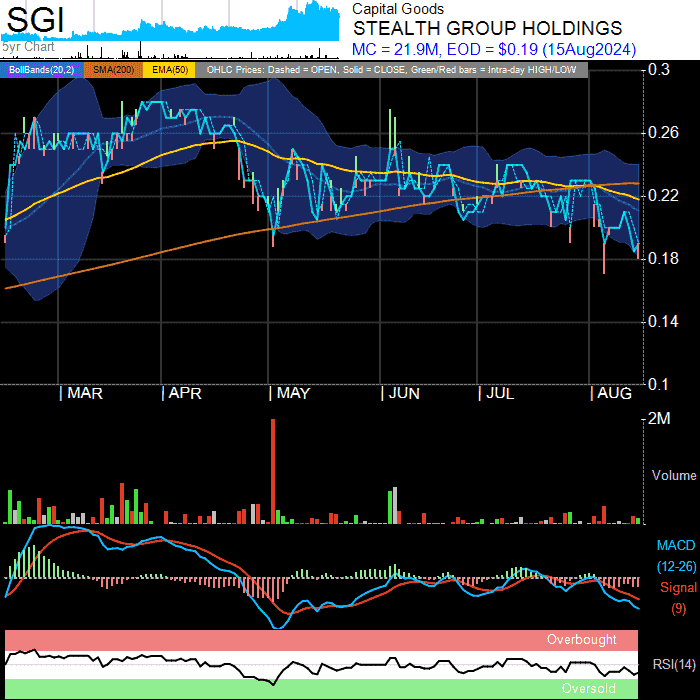 SGI
5yr Chart
Capital Goods
STEALTH GROUP HOLDINGS
MC = 21.9M, EOD = $0.19 (15Aug2024)
BollBands(20,2) SMA(200) EMA(50) OHLC Prices: Dashed = OPEN, Solid = CLOSE, Green/Red bars = Intra-day HIGH/LOW
0.3
0.26
0.22
0.18
0.14
0.1
| MAR | APR | MAY | JUN | JUL | AUG
2M
Volume
MACD
(12-26)
Signal
(9)
Overbought
RSI(14)
Oversold